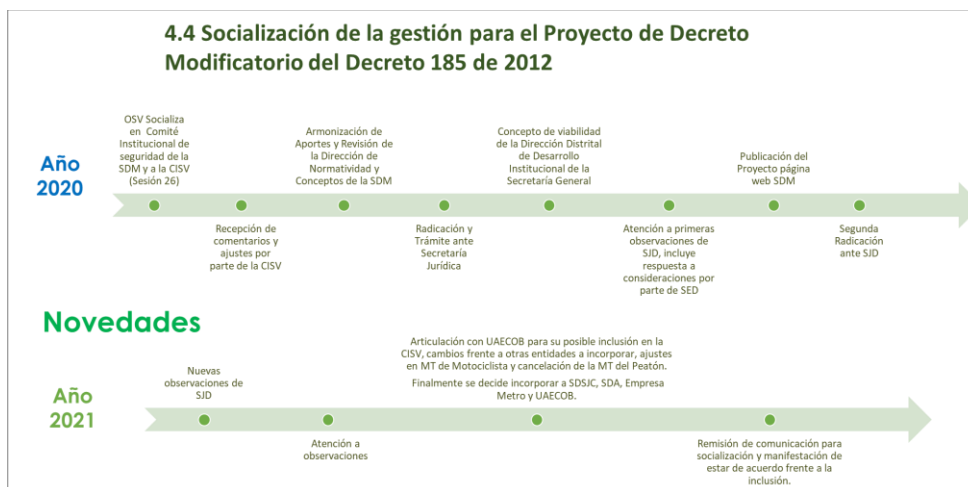 4.4 Socialización de la gestión para el Proyecto de Decreto
Modificatorio del Decreto 185 de 2012
Año
2020
OSV Socializa
en Comité
Institucional de
seguridad de la
SDM y a la CISV
(Sesión 26)
Recepción de
comentarios y
ajustes por
parte de la CISV
Armonización de
Aportes y Revisión de
la Dirección de
Normatividad y
Conceptos de la SDM
Radicación y
Trámite ante
Secretaría
Jurídica
Concepto de viabilidad
de la Dirección Distrital
de Desarrollo
Institucional de la
Secretaría General
Atención a primeras
observaciones de
SJD, incluye
respuesta a
consideraciones por
parte de SED
Publicación del
Proyecto página
web SDM
Segunda
Radicación
ante SJD
Novedades
Año
2021
Nuevas
observaciones de
SJD
Atención a
observaciones
Articulación con UAECOB para su posible inclusión en la
CISV, cambios frente a otras entidades a incorporar, ajustes
en MT de Motociclista y cancelación de la MT del Peatón.
Finalmente se decide incorporar a SDSJC, SDA, Empresa
Metro y UAECOB.
Remisión de comunicación para
socialización y manifestación de
estar de acuerdo frente a la
inclusión.